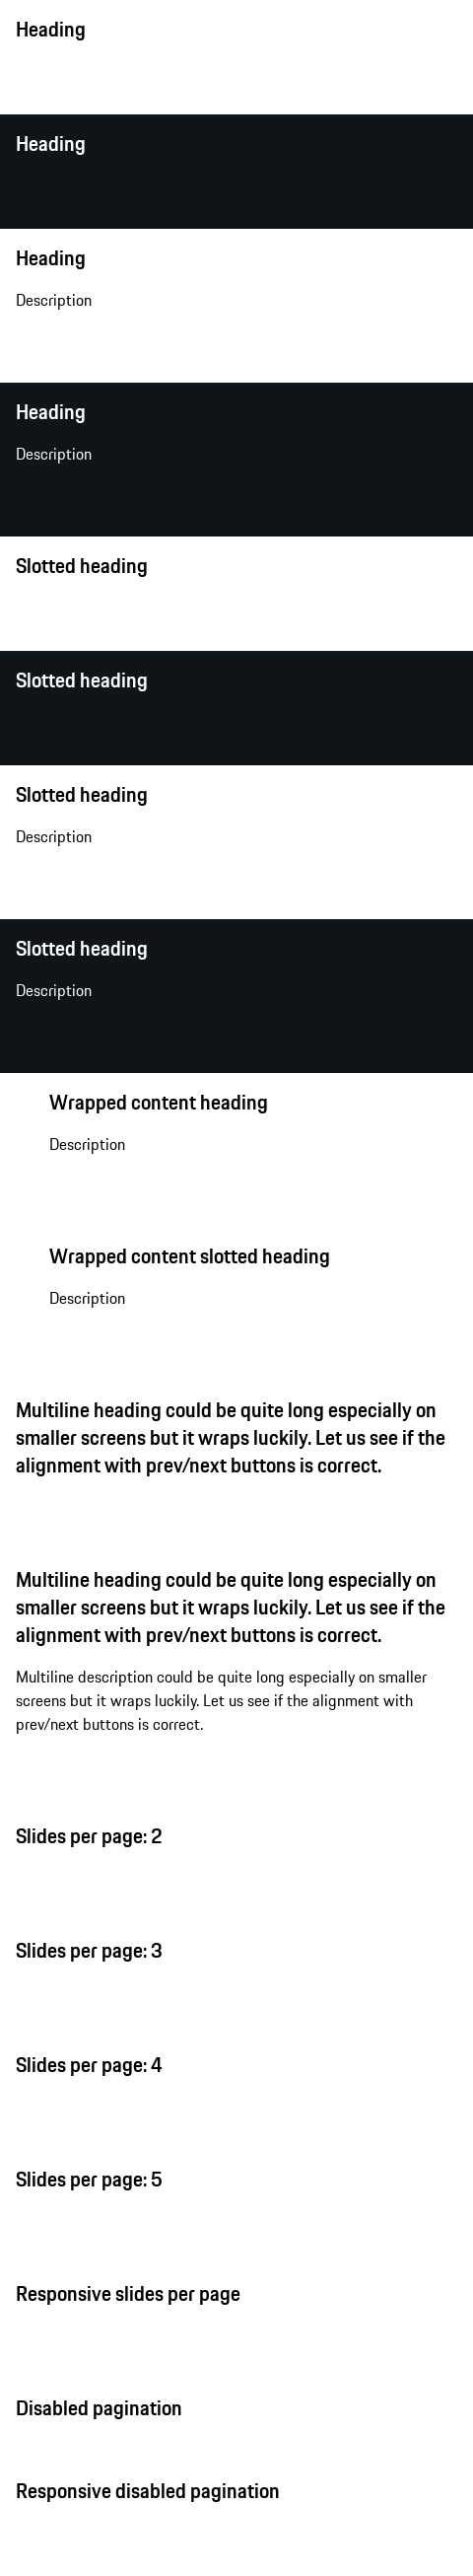 Heading
Heading
Heading
Description
Heading
Description
Slotted heading
Slotted heading
Slotted heading
Description
Slotted heading
Description
Wrapped content heading
Description
Wrapped content slotted heading
Description
Multiline heading could be quite long especially on
smaller screens but it wraps luckily. Let us see if the
alignment with prev/next buttons is correct.
Multiline heading could be quite long especially on
smaller screens but it wraps luckily. Let us see if the
alignment with prev/next buttons is correct.
Multiline description could be quite long especially on smaller
screens but it wraps luckily. Let us see if the alignment with
prev/next buttons is correct.
Slides per page: 2
Slides per page: 3
Slides per page: 4
Slides per page: 5
Responsive slides per page
Disabled pagination
Responsive disabled pagination